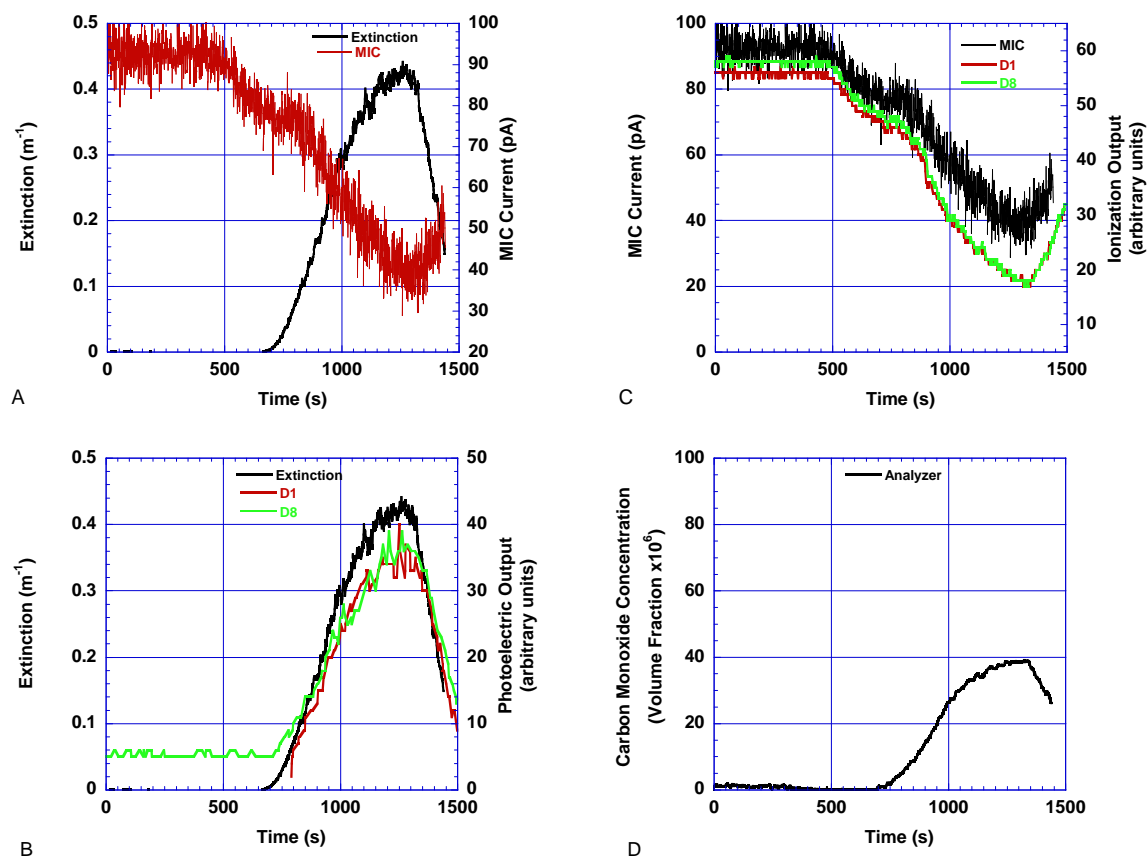 0.5
0.4
0.3
0.2
0.1
0
Extinction (m-1)
100
90
80
70
60
50
40
30
20
MIC Current (pA)
Extinction
MIC
0
500
1000
1500
Time (s)
A
100
80
60
40
20
0
MIC Current (pA)
60
50
40
30
20
10
Ionization Output
(arbitrary units)
MIC
D1
D8
0
500
1000
1500
Time (s)
C
0.5
0.4
0.3
0.2
0.1
0
Extinction (m-1)
50
40
30
20
10
0
Photoelectric Output
(arbitrary units)
Extinction
D1
D8
0
500
1000
1500
Time (s)
B
100
80
60
40
20
0
Carbon Monoxide Concentration
(Volume Fraction x10⁶)
Analyzer
0
500
1000
1500
Time (s)
D